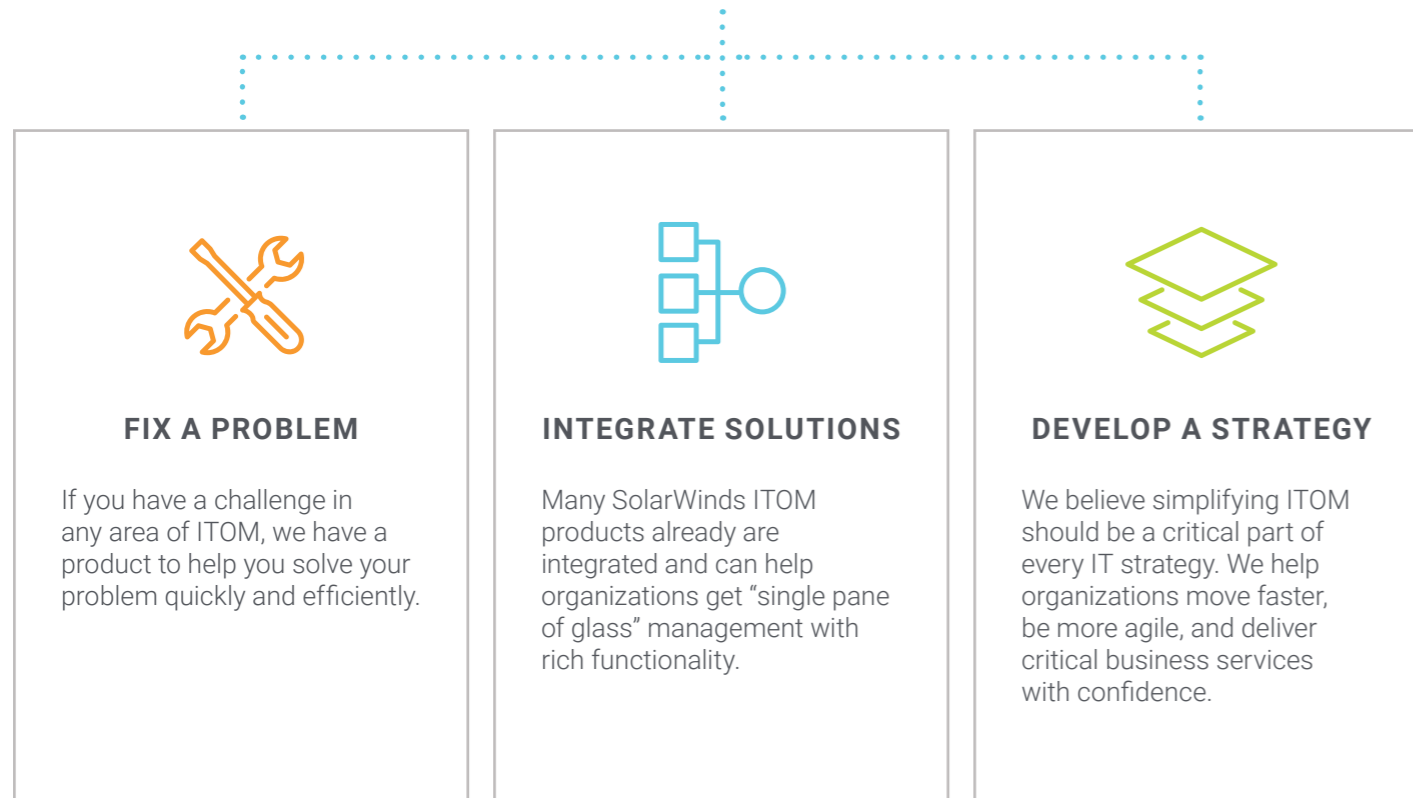 FIX A PROBLEM
If you have a challenge in
any area of ITOM, we have a
product to help you solve your
problem quickly and efficiently.
INTEGRATE SOLUTIONS
Many SolarWinds ITOM
products already are
integrated and can help
organizations get “single pane
of glass” management with
rich functionality.
DEVELOP A STRATEGY
We believe simplifying ITOM
should be a critical part of
every IT strategy. We help
organizations move faster,
be more agile, and deliver
critical business services
with confidence.